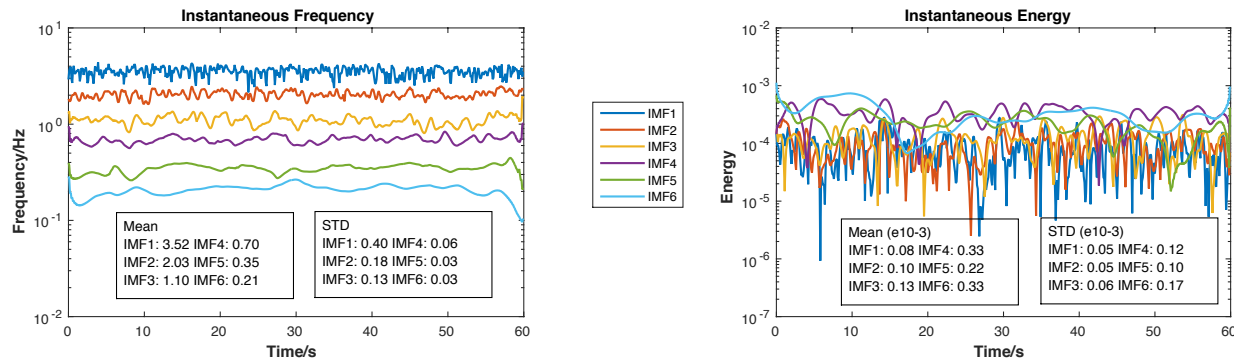 Instantaneous Frequency
10^1
10^0
10^-1
10^-2
Frequency/Hz
Mean
IMF1: 3.52 IMF4: 0.70
IMF2: 2.03 IMF5: 0.35
IMF3: 1.10 IMF6: 0.21
STD
IMF1: 0.40 IMF4: 0.06
IMF2: 0.18 IMF5: 0.03
IMF3: 0.13 IMF6: 0.03
0 10 20 30 40 50 60
Time/s
IMF1
IMF2
IMF3
IMF4
IMF5
IMF6
Instantaneous Energy
10^-2
10^-3
10^-4
10^-5
10^-6
10^-7
Energy
Mean (e10-3)
IMF1: 0.08 IMF4: 0.33
IMF2: 0.10 IMF5: 0.22
IMF3: 0.13 IMF6: 0.33
STD (e10-3)
IMF1: 0.05 IMF4: 0.12
IMF2: 0.05 IMF5: 0.10
IMF3: 0.06 IMF6: 0.17
0 10 20 30 40 50 60
Time/s